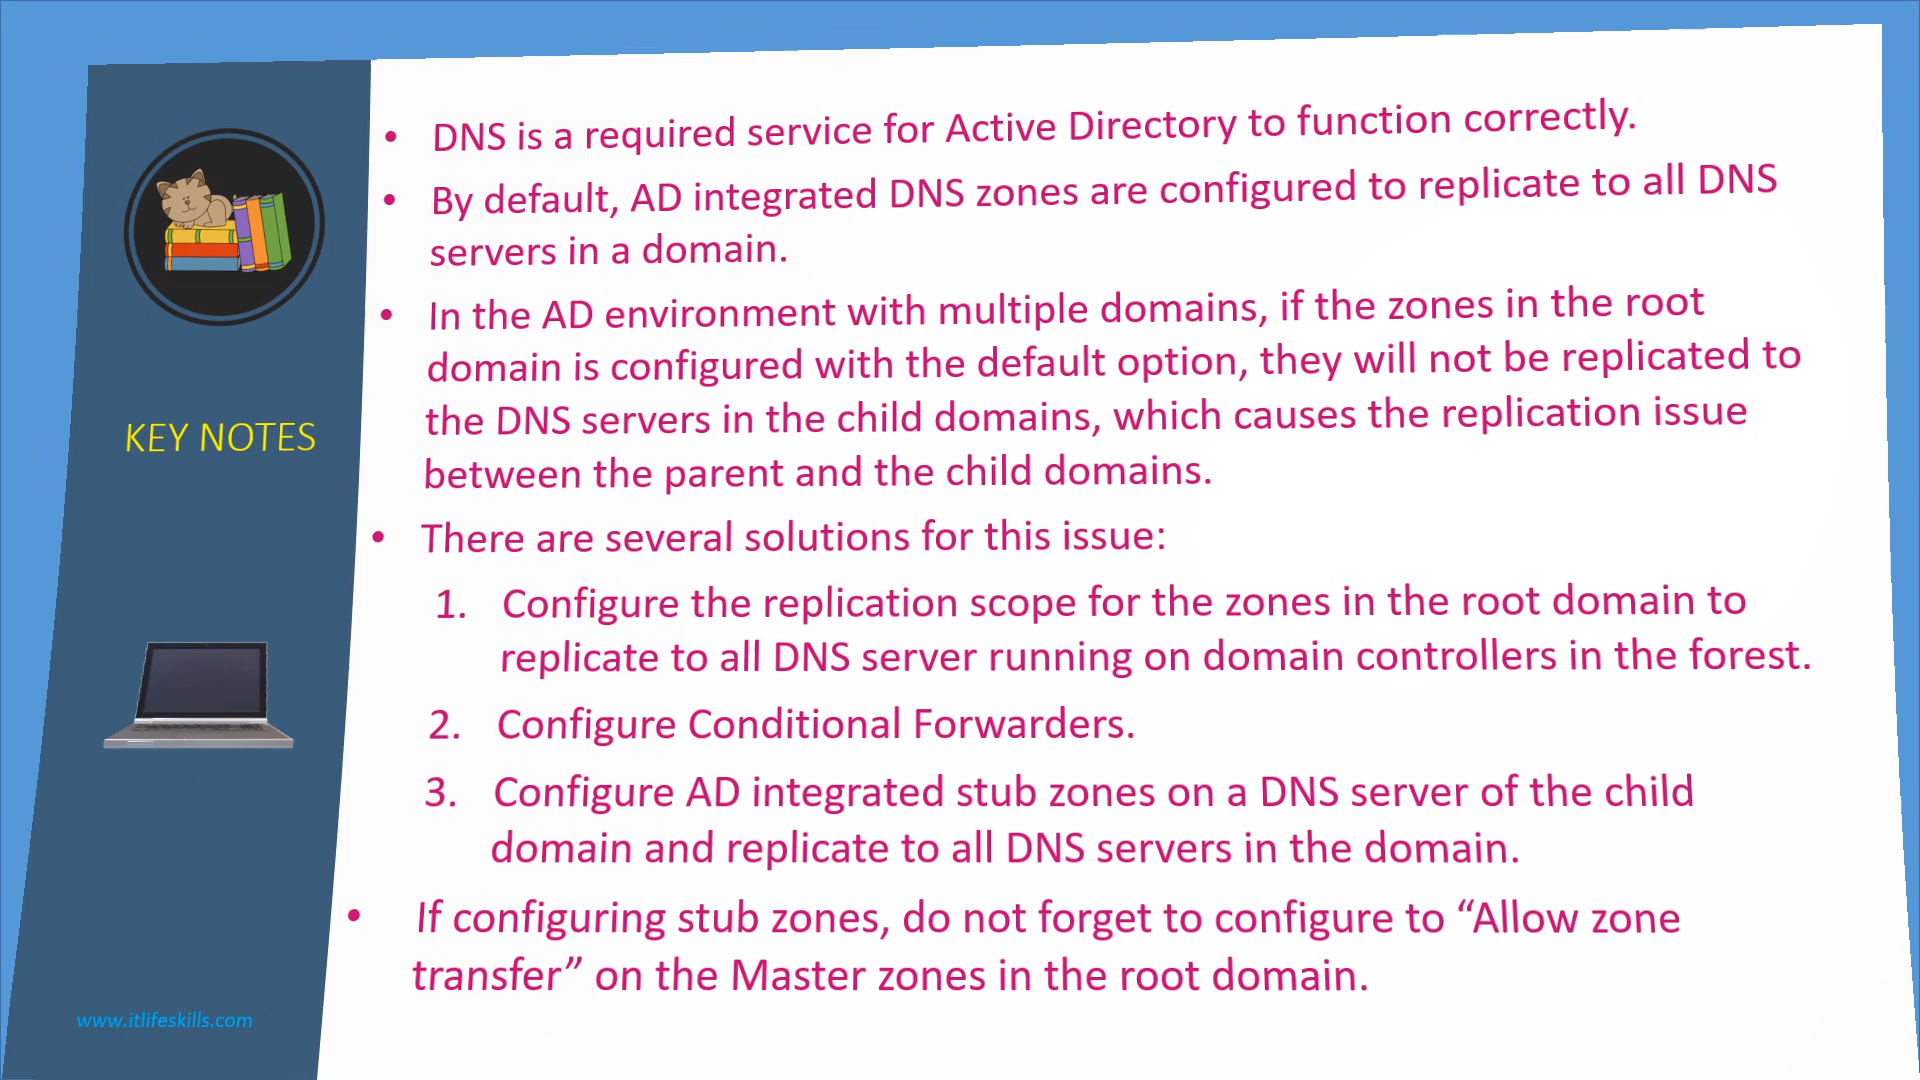 KEY NOTES
www.itlifeskills.com
• DNS is a required service for Active Directory to function correctly.
• By default, AD integrated DNS zones are configured to replicate to all DNS
servers in a domain.
• In the AD environment with multiple domains, if the zones in the root
domain is configured with the default option, they will not be replicated to
the DNS servers in the child domains, which causes the replication issue
between the parent and the child domains.
• There are several solutions for this issue:
1. Configure the replication scope for the zones in the root domain to
replicate to all DNS server running on domain controllers in the forest.
2. Configure Conditional Forwarders.
3. Configure AD integrated stub zones on a DNS server of the child
domain and replicate to all DNS servers in the domain.
• If configuring stub zones, do not forget to configure to “Allow zone
transfer” on the Master zones in the root domain.